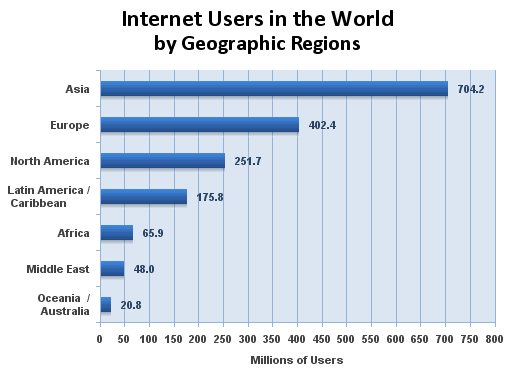 Internet Users in the World
by Geographic Regions
Asia 704.2
Europe 402.4
North America 251.7
Latin America /
Caribbean 175.8
Africa 65.9
Middle East 48.0
Oceania /
Australia 20.8
0 50 100 150 200 250 300 350 400 450 500 550 600 650 700 750 800
Millions of Users